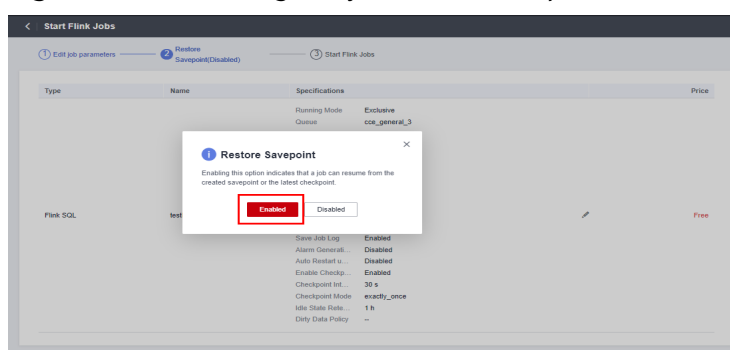 Start Flink Jobs
1 Edit job parameters
2 Restore
Savepoint(Disabled)
3 Start Flink Jobs
Type Name Specifications Price
Running Mode Exclusive
Queue cce_general_3
Restore Savepoint
Enabling this option indicates that a job can resume from the
created savepoint or the latest checkpoint.
Enabled Disabled
Flink SQL test Free
Save Job Log Enabled
Alarm Generati... Disabled
Auto Restart u... Disabled
Enable Checkp... Enabled
Checkpoint Int... 30 s
Checkpoint Mode exactly_once
Idle State Rete... 1 h
Dirty Data Policy --